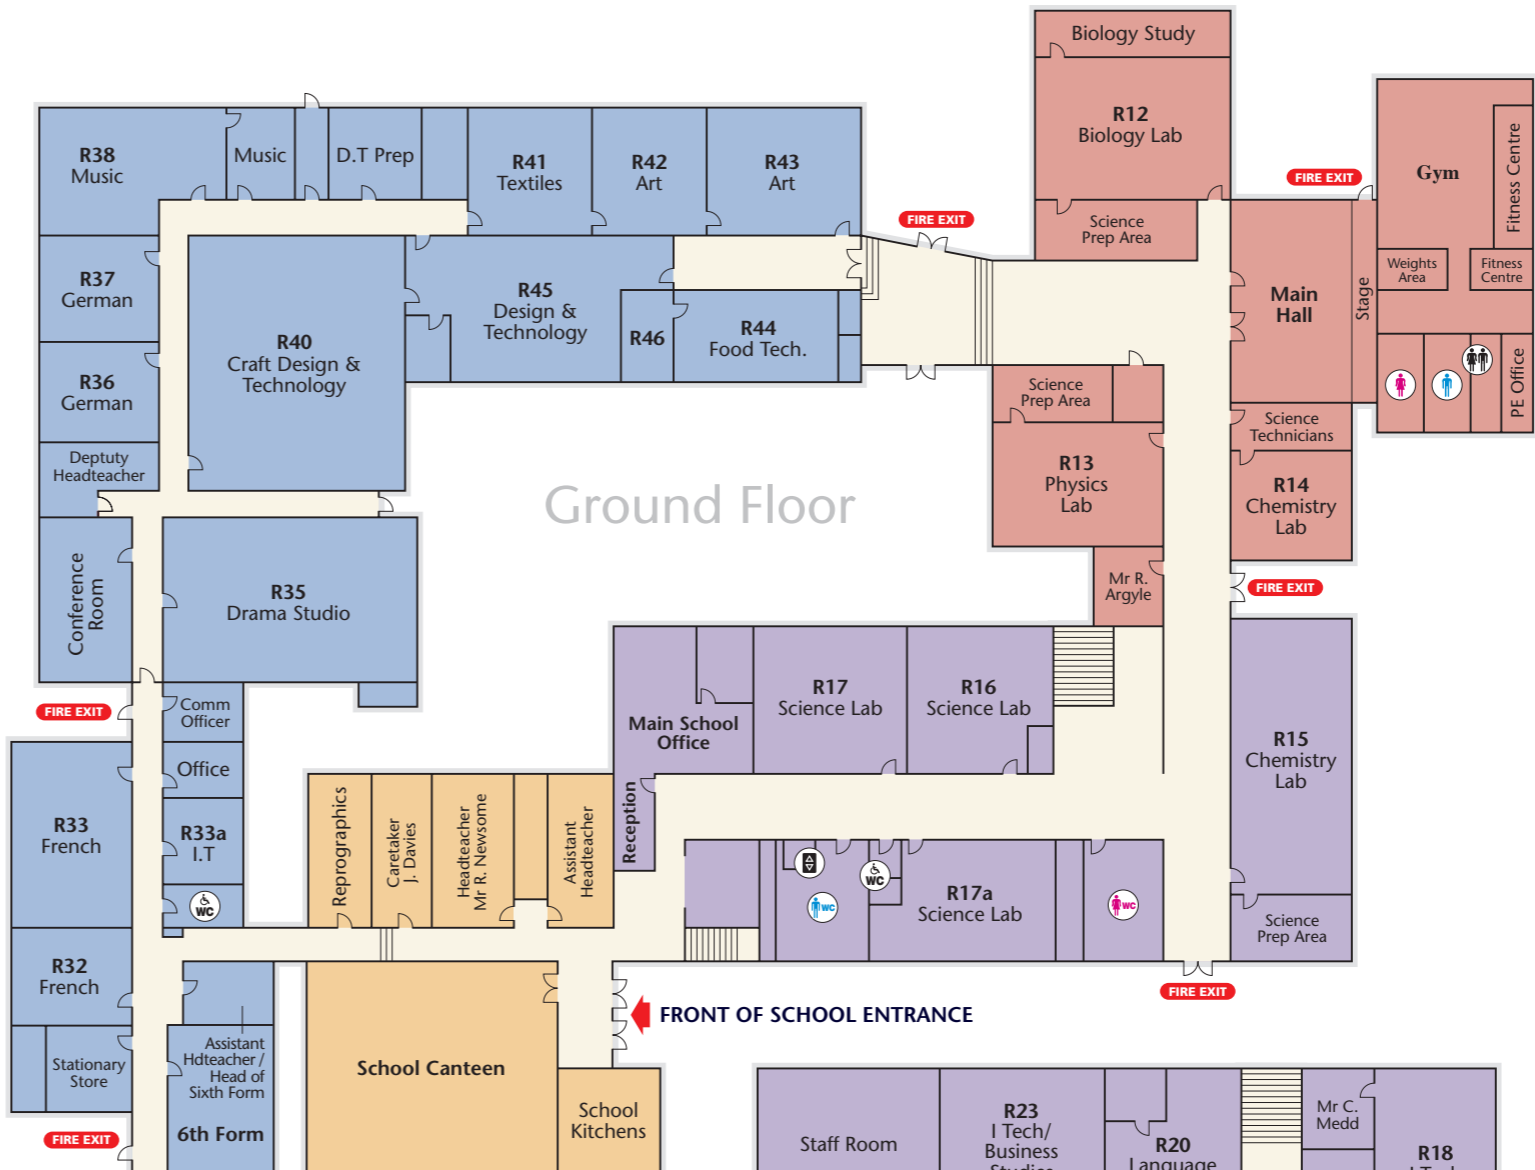 Biology Study
R12
Biology Lab
Science
Prep Area
FIRE EXIT
Gym
Fitness Centre
Weights
Area
Fitness
Centre
Main
Hall
Stage
PE Office
R38
Music
Music
D.T Prep
R41
Textiles
R42
Art
R43
Art
FIRE EXIT
R37
German
R36
German
Deptuty
Headteacher
R40
Craft Design &
Technology
R45
Design &
Technology
R46
R44
Food Tech.
Science
Prep Area
R13
Physics
Lab
Science
Technicians
R14
Chemistry
Lab
Mr R.
Argyle
FIRE EXIT
Ground Floor
Conference
Room
R35
Drama Studio
FIRE EXIT
Comm
Officer
Office
R33
French
R33a
I.T
WC
R32
French
Stationary
Store
FIRE EXIT
Assistant
Hdteacher /
Head of
Sixth Form
6th Form
Reprographics
Caretaker
J. Davies
Headteacher
Mr R. Newsome
Assistant
Headteacher
Main School
Office
Reception
R17
Science Lab
R16
Science Lab
R15
Chemistry
Lab
WC
WC
R17a
Science Lab
WC
Science
Prep Area
FIRE EXIT
FRONT OF SCHOOL ENTRANCE
School Canteen
School
Kitchens
Staff Room
R23
I Tech/
Business
Studies
R20
Language
Mr C.
Medd
R18
I Tech